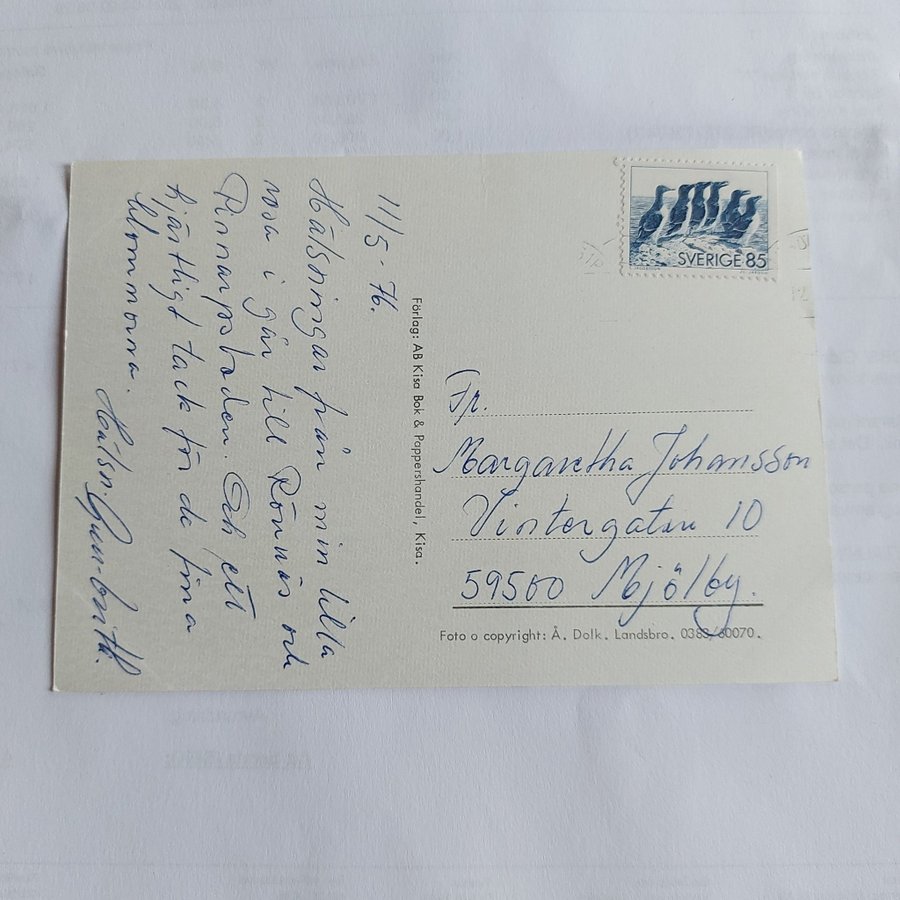 11/5-76.
Hälsningar från min lilla
resa i går till Rönnäs och
Pinnarpsboden. Och ett
hjärtligt tack för de fina
blommorna.
Hälsn. Gun-Britt.
Förlag: AB Kisa Bok & Pappershandel, Kisa.
SVERIGE 85
Fr.
Margaretha Johansson
Vintergatan 10
59500 Mjölby.
Foto o copyright: Å. Dolk. Landsbro. 0383/60070.